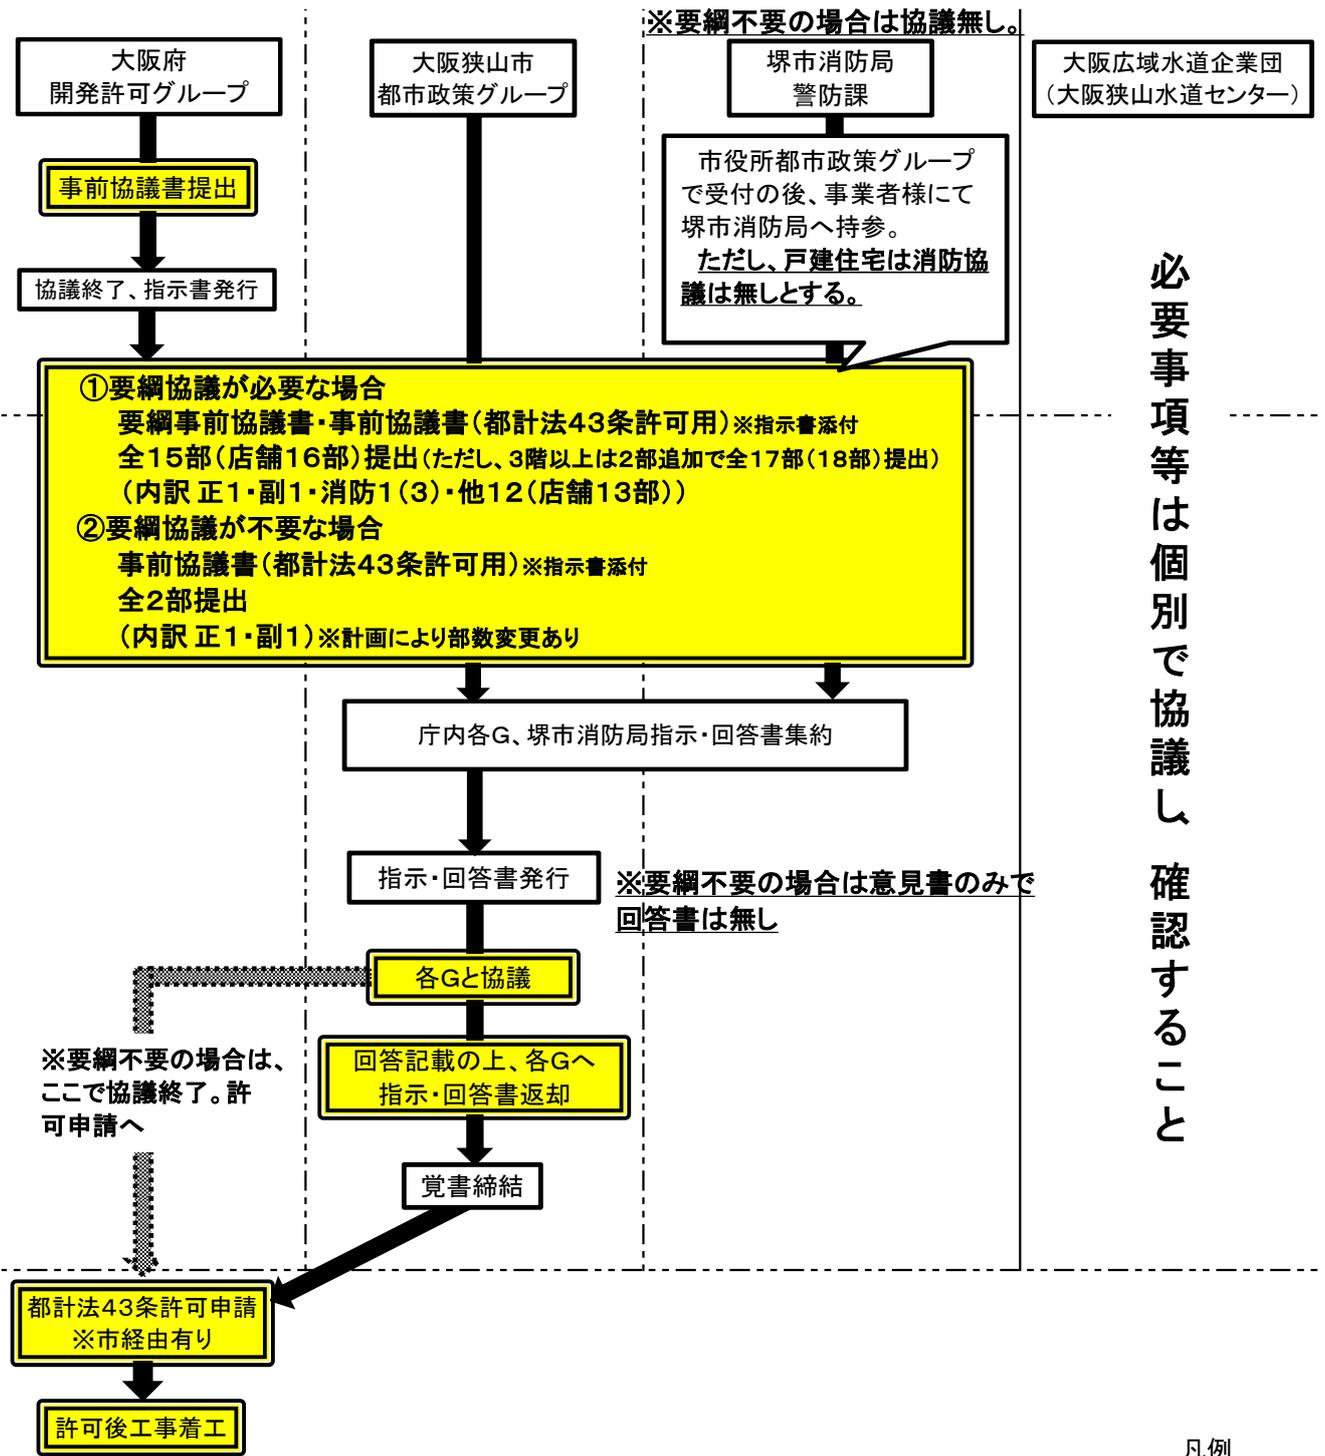 ※要綱不要の場合は協議無し。
大阪府
開発許可グループ
大阪狭山市
都市政策グループ
堺市消防局
警防課
大阪広域水道企業団
（大阪狭山水道センター）
事前協議書提出
協議終了、指示書発行
市役所都市政策グループ
で受付の後、事業者様にて
堺市消防局へ持参。
ただし、戸建住宅は消防協
議は無しとする。
必要事項等は個別で協議し、確認すること
①要綱協議が必要な場合
要綱事前協議書・事前協議書（都計法４３条許可用）※指示書添付
全１５部（店舗１６部）提出（ただし、３階以上は２部追加で全１７部（１８部）提出）
（内訳 正１・副１・消防１（３）・他１２（店舗１３部））
②要綱協議が不要な場合
事前協議書（都計法４３条許可用）※指示書添付
全２部提出
（内訳 正１・副１）※計画により部数変更あり
庁内各G、堺市消防局指示・回答書集約
指示・回答書発行
※要綱不要の場合は意見書のみで
回答書は無し
各Gと協議
※要綱不要の場合は、
ここで協議終了。許
可申請へ
回答記載の上、各Gへ
指示・回答書返却
覚書締結
都計法４３条許可申請
※市経由有り
許可後工事着工
凡例